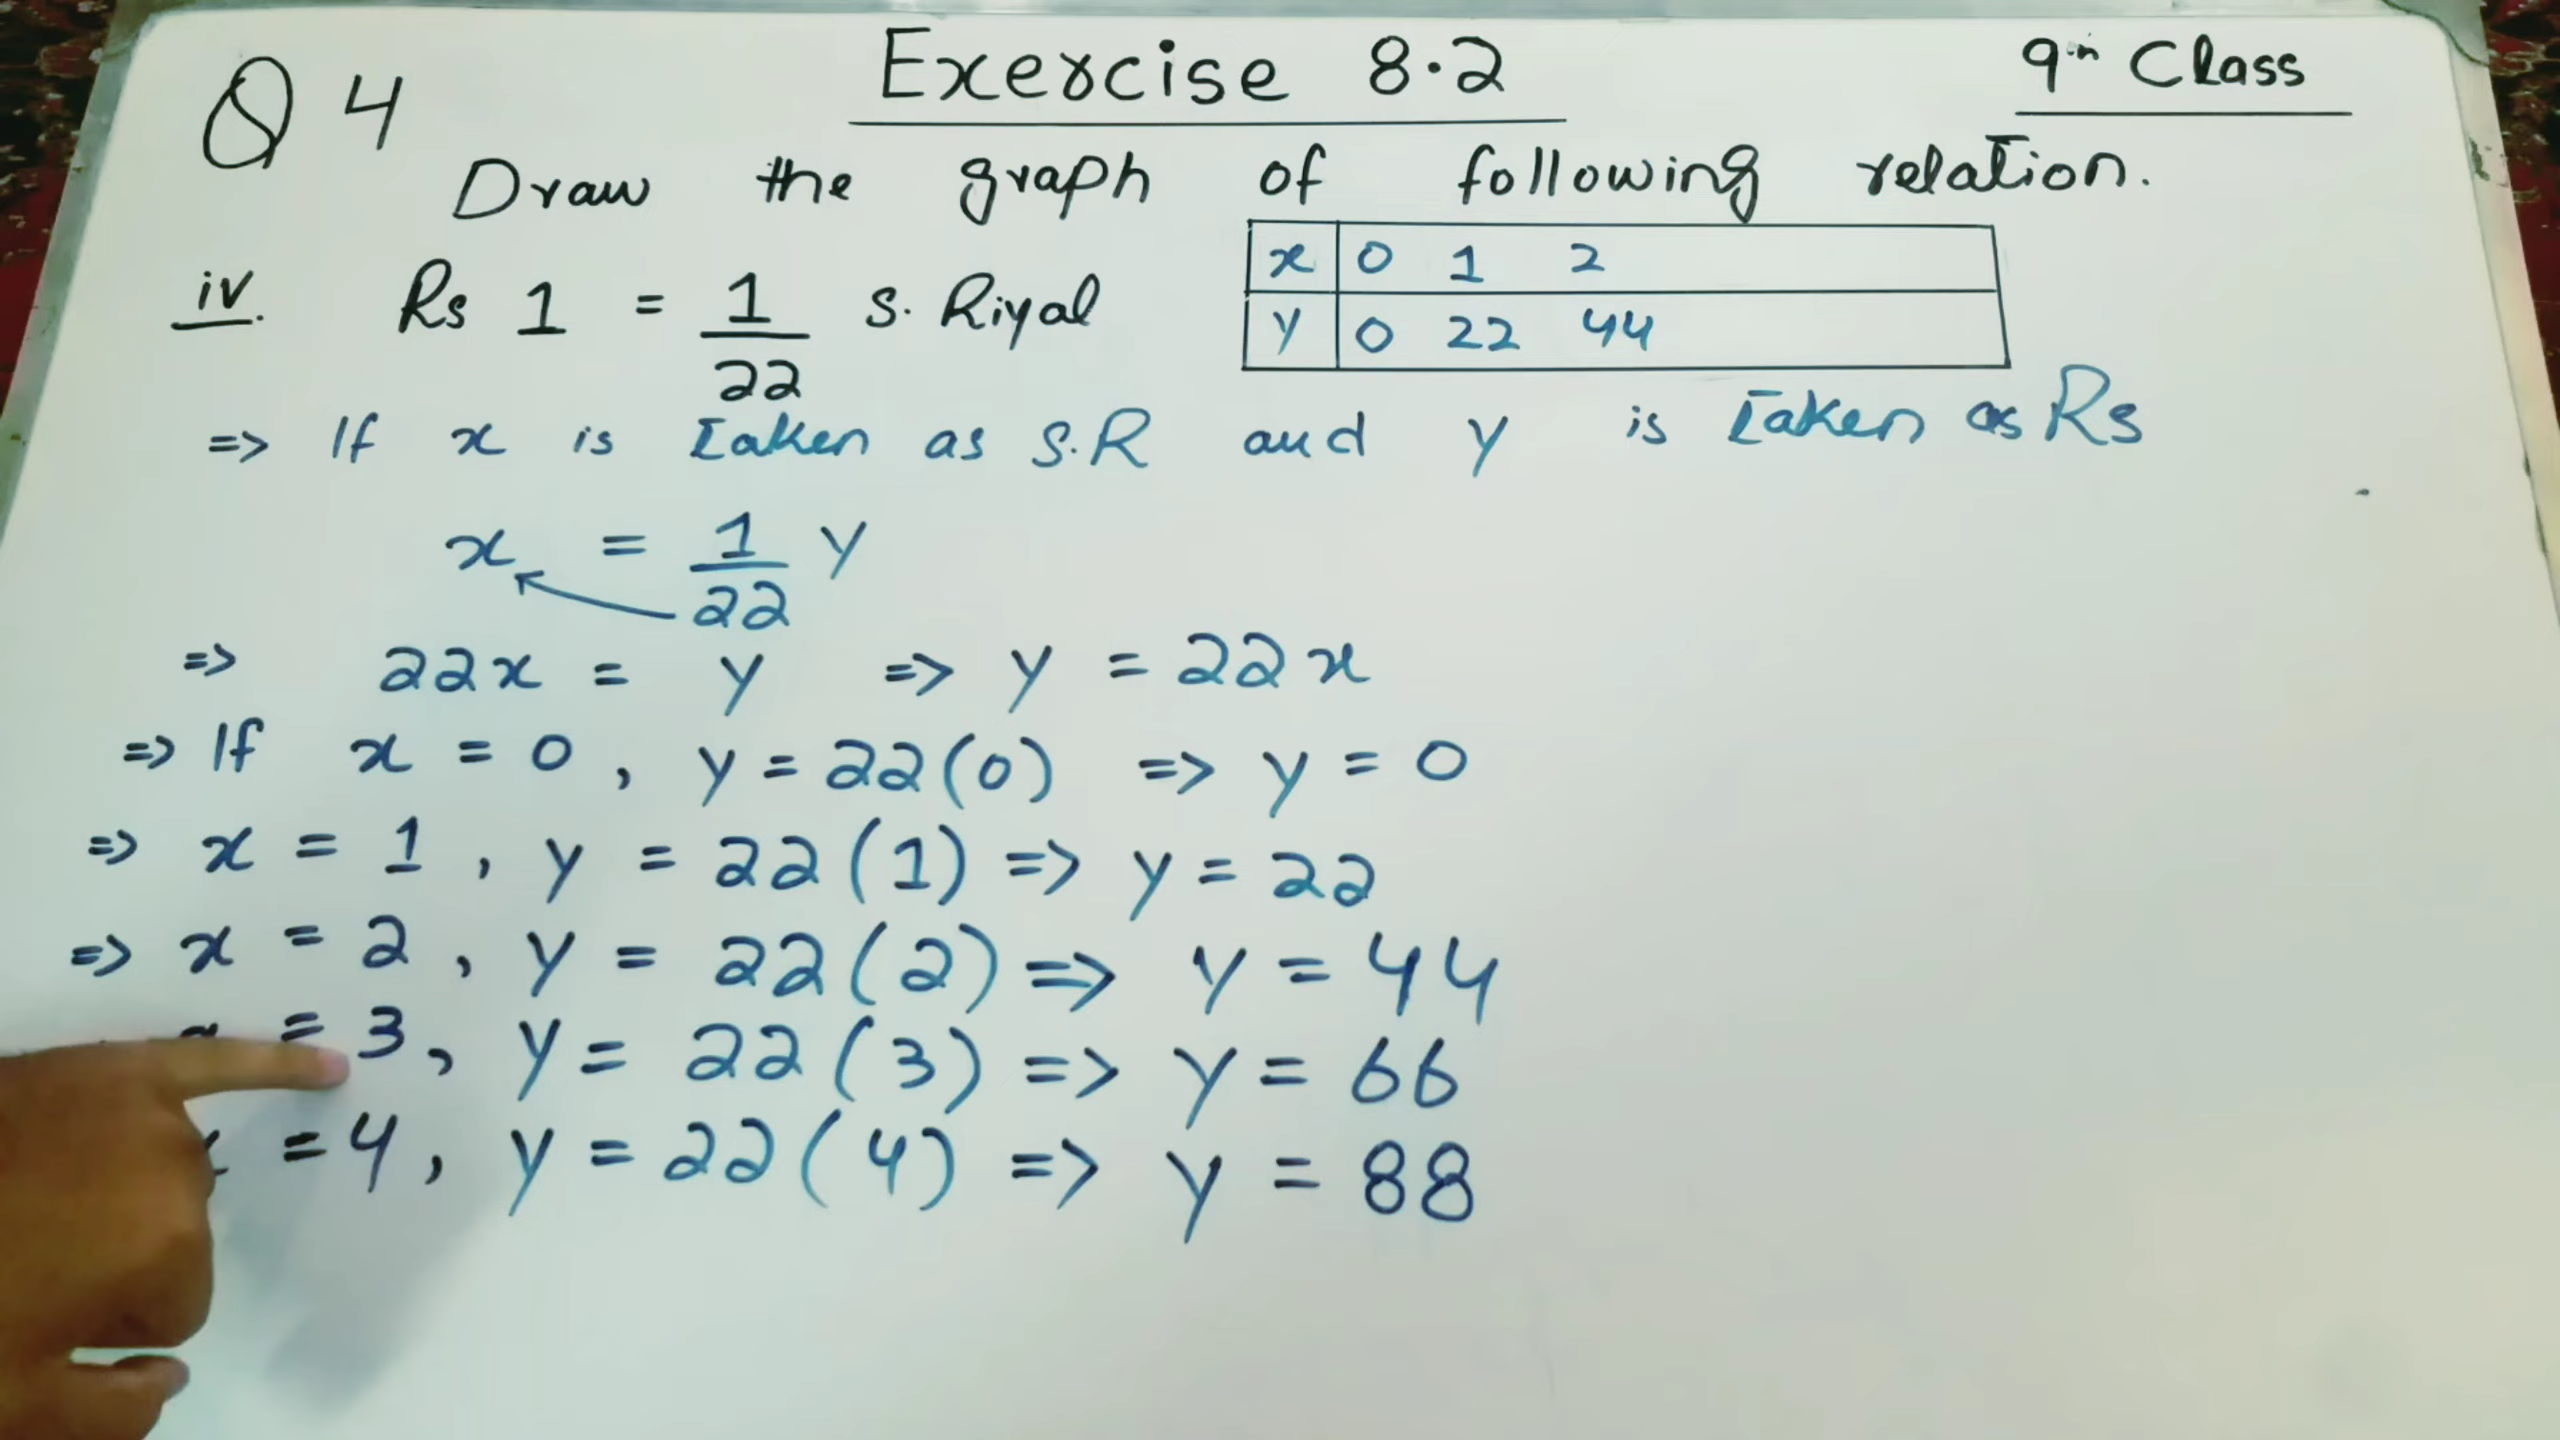 Exercise 8.2
9th Class
Q 4
Draw the graph of following relation.
iv. Rs 1 = 1/22 S. Riyal
x 0 1 2
y 0 22 44
=> If x is taken as S.R and y is taken as Rs
x = 1/22 y
=> 22x = y => y = 22x
=> If x = 0, y = 22(0) => y = 0
=> x = 1, y = 22(1) => y = 22
=> x = 2, y = 22(2) => y = 44
x = 3, y = 22(3) => y = 66
x = 4, y = 22(4) => y = 88